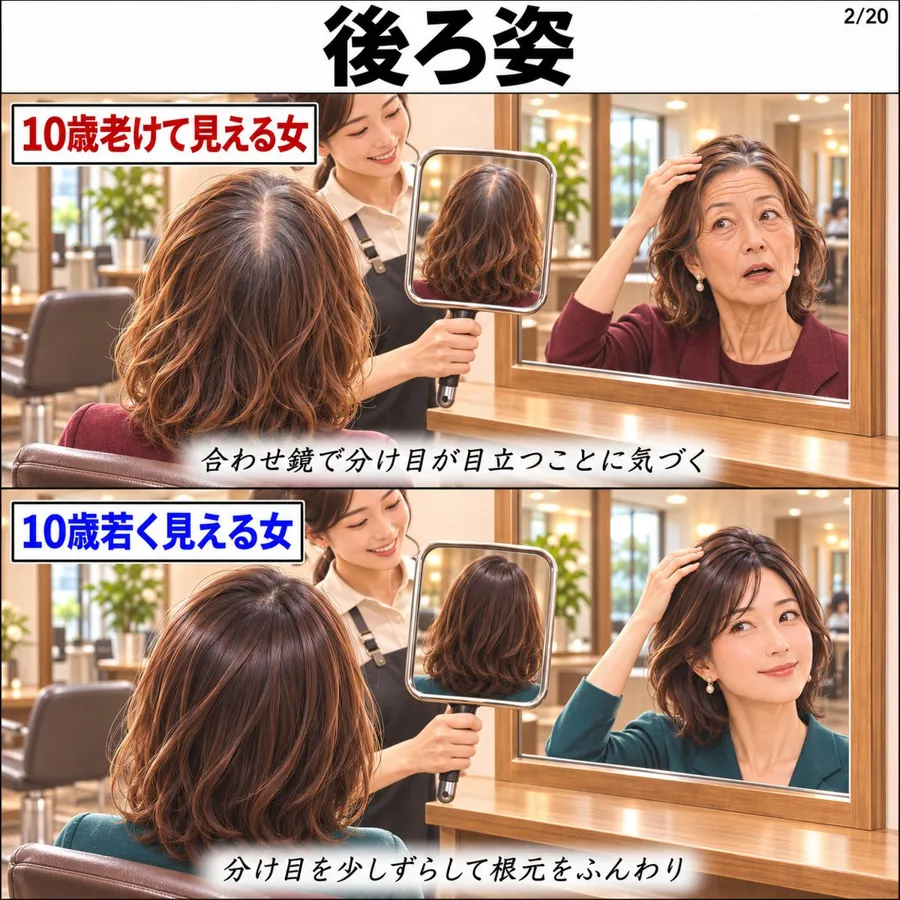 後ろ姿
2/20
10歳老けて見える女
合わせ鏡で分け目が目立つことに気づく
10歳若く見える女
分け目を少しずらして根元をふんわり